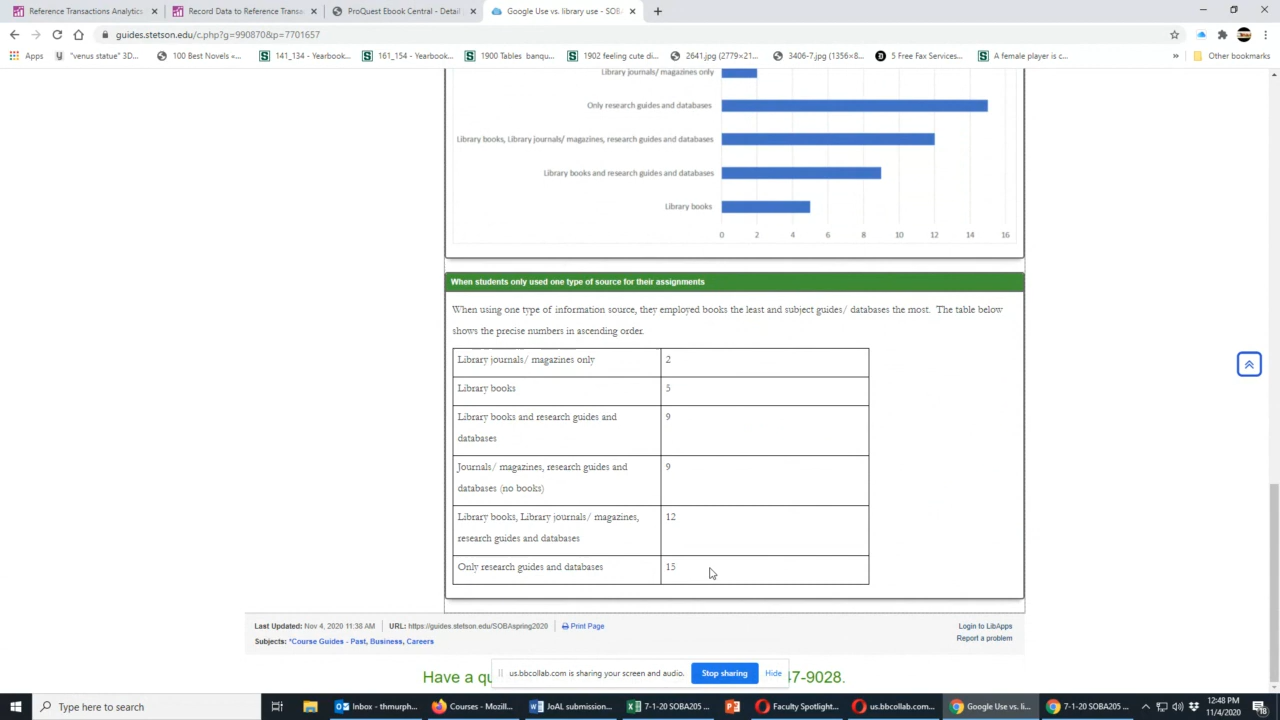 Reference Transactions Analytics
Record Data to Reference Transa
ProQuest Ebook Central - Detail
Google Use vs. library use - SOBA
guides.stetson.edu/c.php?g=990870&p=7701657
Apps
"venus statue" 3D...
100 Best Novels «...
141_134 - Yearbook...
161_154 - Yearbook...
1900 Tables banqu...
1902 feeling cute di...
2641.jpg (2779×21...
3406-7.jpg (1356×8...
5 Free Fax Services...
A female player is c...
»
Other bookmarks
Library journals/ magazines only
Only research guides and databases
Library books, Library journals/ magazines, research guides and databases
Library books and research guides and databases
Library books
0 2 4 6 8 10 12 14 16
When students only used one type of source for their assignments
When using one type of information source, they employed books the least and subject guides/ databases the most. The table below
shows the precise numbers in ascending order.
Library journals/ magazines only 2
Library books 5
Library books and research guides and 9
databases
Journals/ magazines, research guides and 9
databases (no books)
Library books, Library journals/ magazines, 12
research guides and databases
Only research guides and databases 15
Last Updated: Nov 4, 2020 11:38 AM URL: https://guides.stetson.edu/SOBAspring2020 Print Page
Login to LibApps
Subjects: *Course Guides - Past, Business, Careers
Report a problem
Have a qu
47-9028.
us.bbcollab.com is sharing your screen and audio. Stop sharing Hide
Type here to search
Inbox - thmurph...
Courses - Mozill...
JoAL submission...
7-1-20 SOBA205 ...
Faculty Spotlight...
us.bbcollab.com...
Google Use vs. li...
7-1-20 SOBA205 ...
12:48 PM
11/4/2020
18